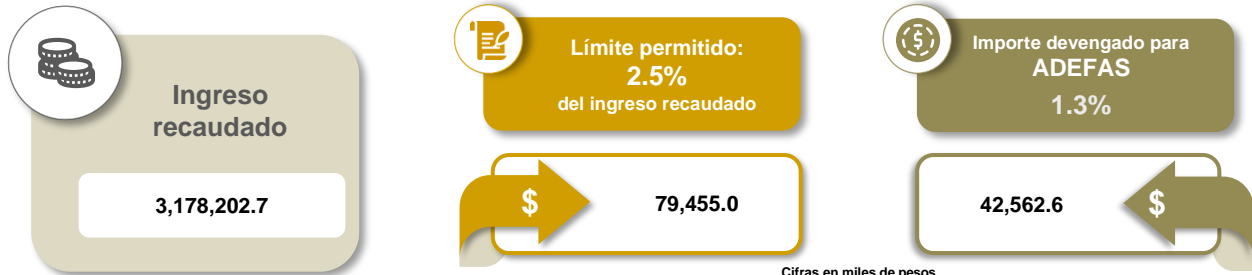 Ingreso
recaudado
3,178,202.7
Límite permitido:
2.5%
del ingreso recaudado
$
79,455.0
Importe devengado para
ADEFAS
1.3%
42,562.6
$
Cifras en miles de pesos